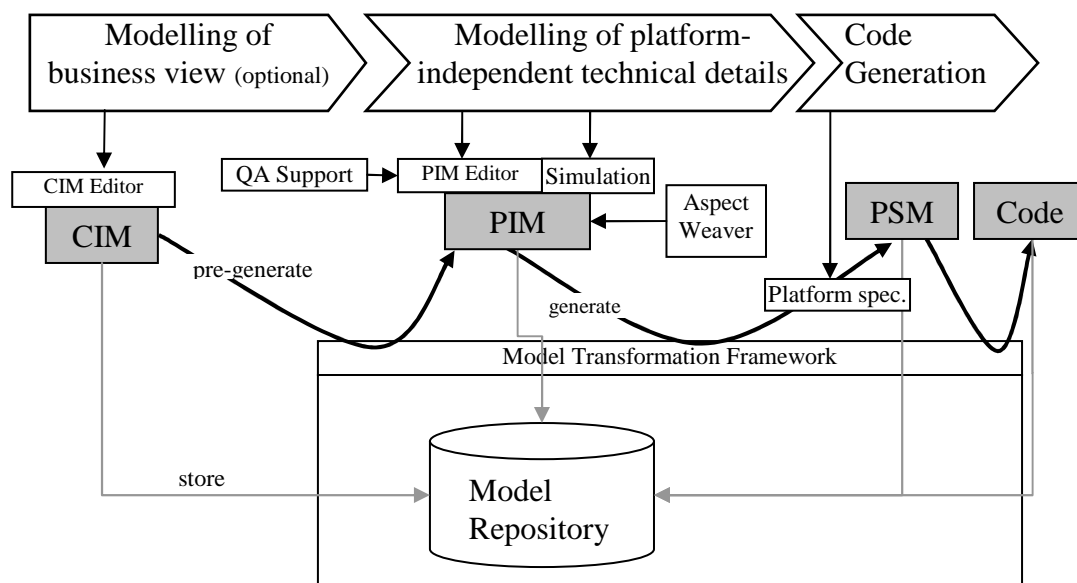 Modelling of
business view (optional)
Modelling of platform-
independent technical details
Code
Generation
QA Support
PIM Editor
Simulation
CIM Editor
Aspect
Weaver
CIM
PIM
PSM
Code
pre-generate
generate
Platform spec.
Model Transformation Framework
store
Model
Repository